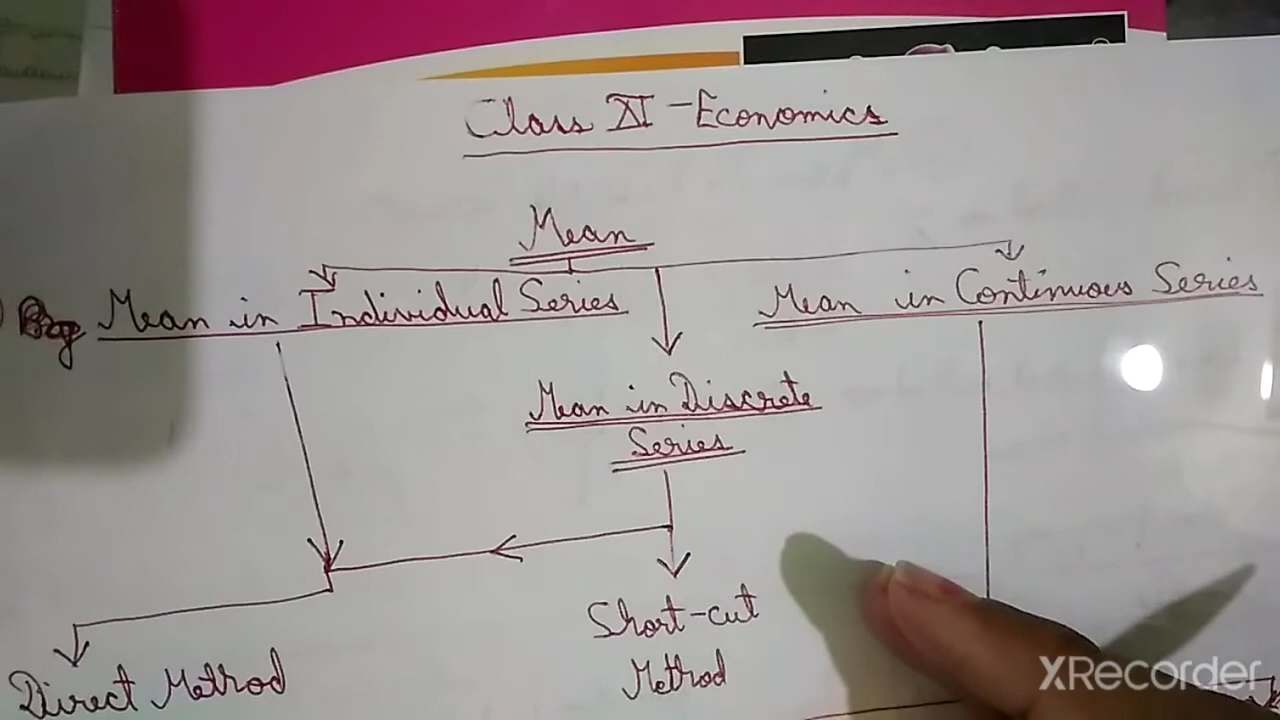 Class XI - Economics
Mean
Mean in Individual Series
Mean in Continuous Series
Mean in Discrete
Series
Short-cut
Method
Direct Method
XRecorder